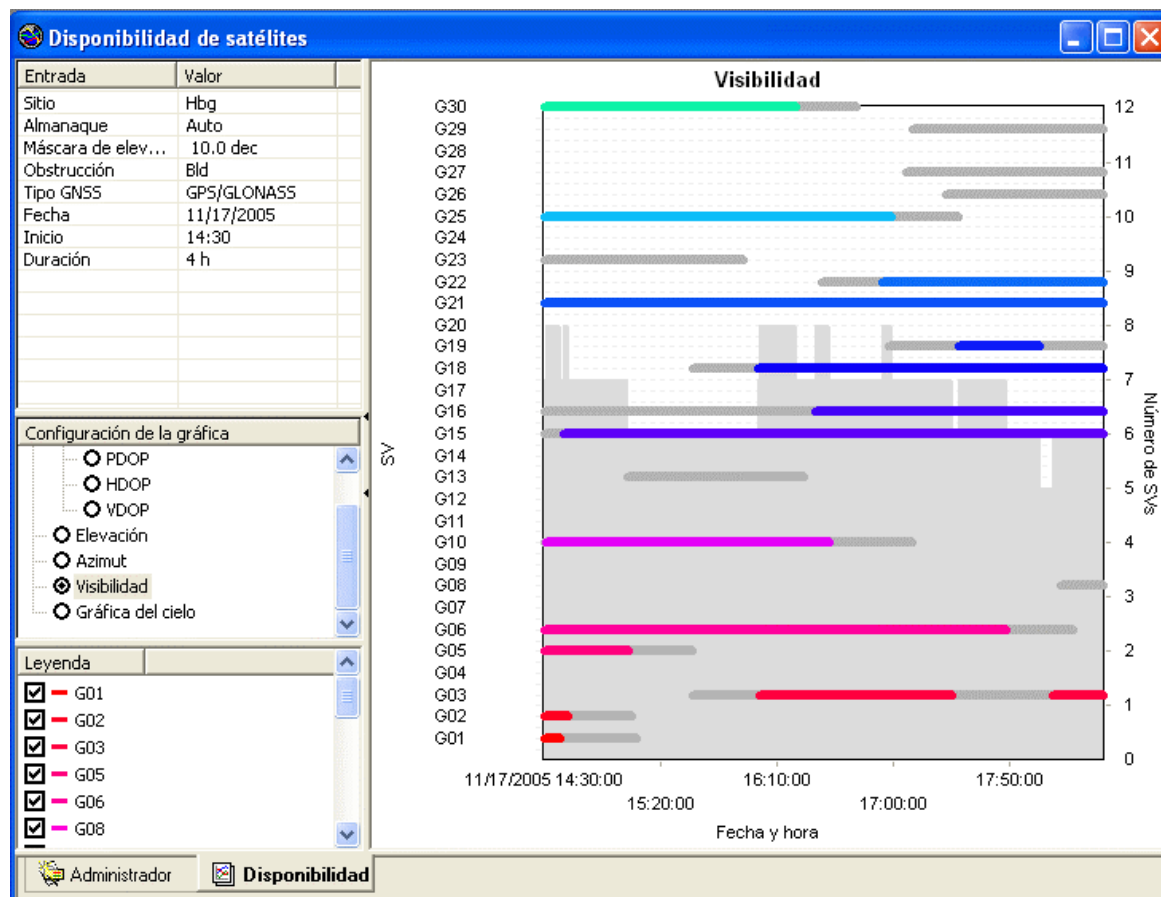 Disponibilidad de satélites
Entrada Valor
Sitio Hbg
Almanaque Auto
Máscara de elev... 10.0 dec
Obstrucción Bld
Tipo GNSS GPS/GLONASS
Fecha 11/17/2005
Inicio 14:30
Duración 4 h
Configuración de la gráfica
PDOP
HDOP
VDOP
Elevación
Azimut
Visibilidad
Gráfica del cielo
Leyenda
G01
G02
G03
G05
G06
G08
Visibilidad
SV
G30
G29
G28
G27
G26
G25
G24
G23
G22
G21
G20
G19
G18
G17
G16
G15
G14
G13
G12
G11
G10
G09
G08
G07
G06
G05
G04
G03
G02
G01
12
11
10
9
8
7
6
5
4
3
2
1
0
Número de SVs
11/17/2005 14:30:00 16:10:00 17:50:00
15:20:00 17:00:00
Fecha y hora
Administrador Disponibilidad